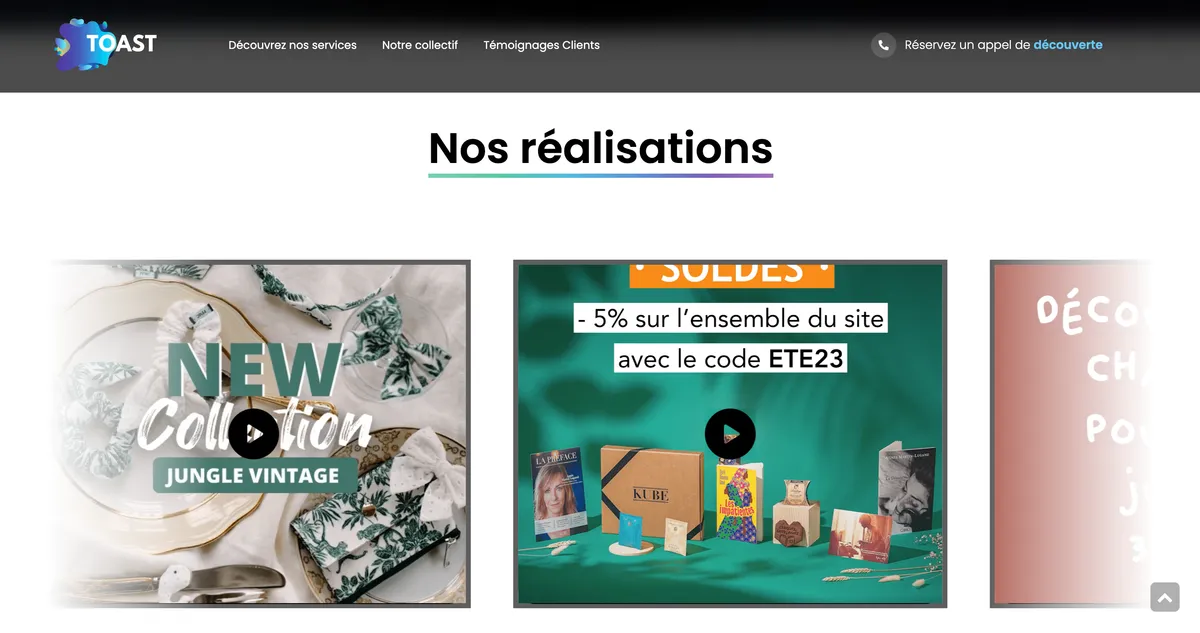 TOAST
Découvrez nos services
Notre collectif
Témoignages Clients
Réservez un appel de découverte
Nos réalisations
NEW
Collection
JUNGLE VINTAGE
• SOLDES •
- 5% sur l'ensemble du site
avec le code ETE23
LA PRÉFACE
KUBE
Les
Impatientes
DÉCO
CH
POU
J
3